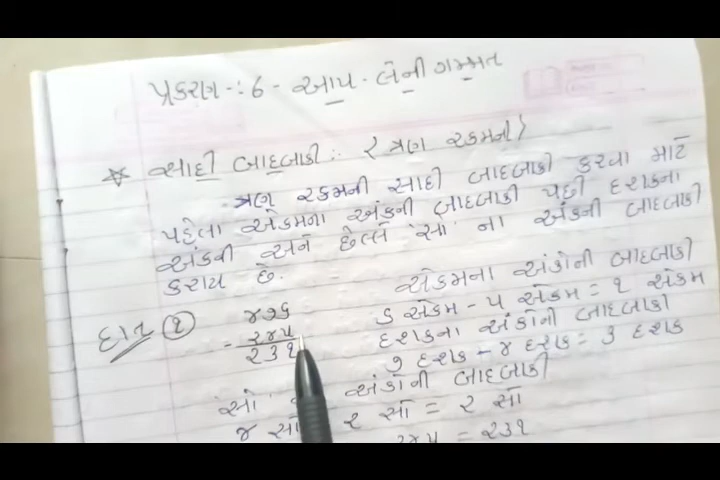 પ્રકરણ -: 6 - આપ - લેની ગમ્મત
* સાદી બાદબાકી :- ( ત્રણ રકમની )
ત્રણ રકમની સાદી બાદબાકી કરવા માટે
પહેલા એકમના અંકની બાદબાકી પછી દશકના
અંકની અને છેલ્લે 'સો' ના અંકની બાદબાકી
કરાય છે.
એકમના અંકોની બાદબાકી
દા.ત. ૧ ૪૭૬ ૬ એકમ - ૫ એકમ = ૧ એકમ
- ૨૪૫ દશકના અંકોની બાદબાકી
૨૩૧ ૭ દશક - ૪ દશક = ૩ દશક
'સો' અંકોની બાદબાકી
૪ સો ૨ સો = ૨ સો
૨૪૫ = ૨૩૧